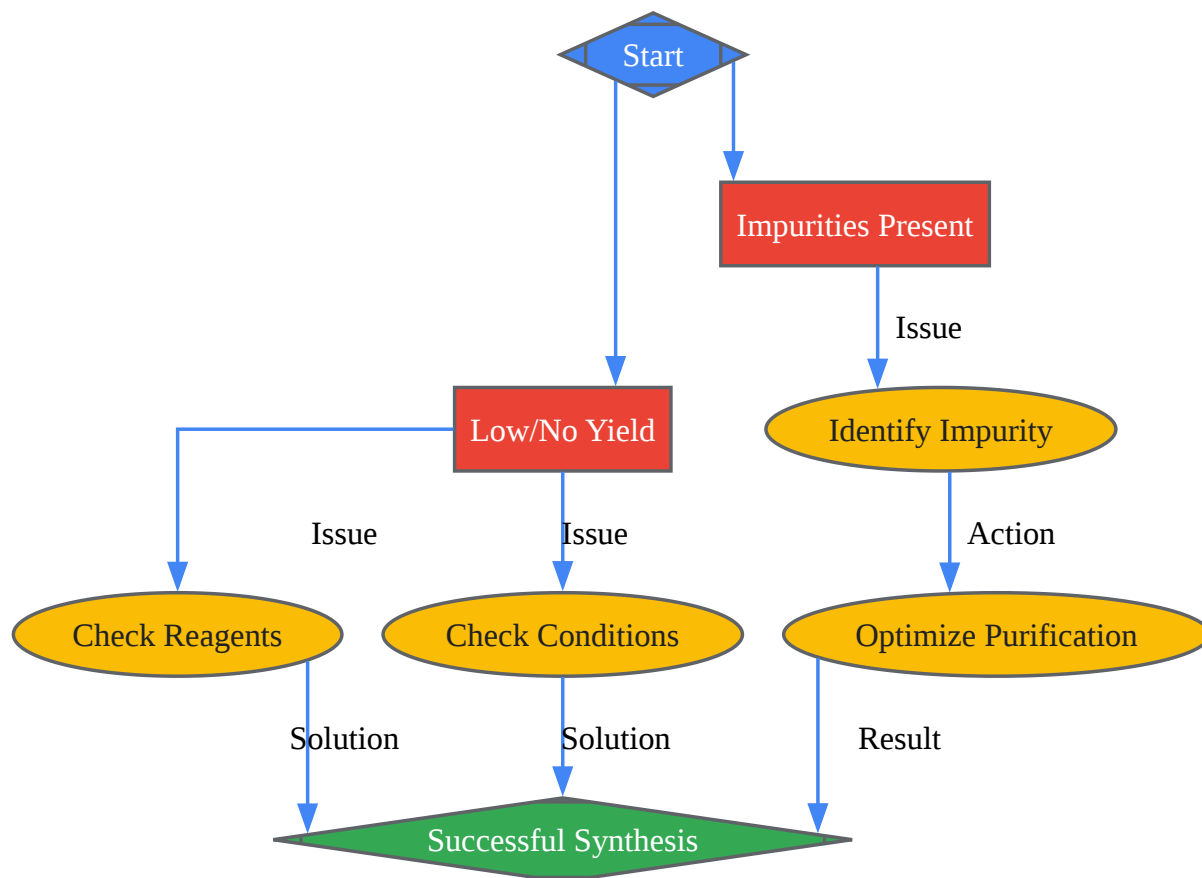 Start
Impurities Present
Issue
Low/No Yield
Identify Impurity
Issue
Issue
Action
Check Reagents
Check Conditions
Optimize Purification
Solution
Solution
Result
Successful Synthesis